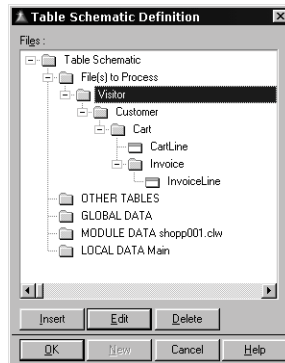 Table Schematic Definition
Files :
Table Schematic
File(s) to Process
Visitor
Customer
Cart
CartLine
Invoice
InvoiceLine
OTHER TABLES
GLOBAL DATA
MODULE DATA shopp001.clw
LOCAL DATA Main
Insert Edit Delete
OK New Cancel Help